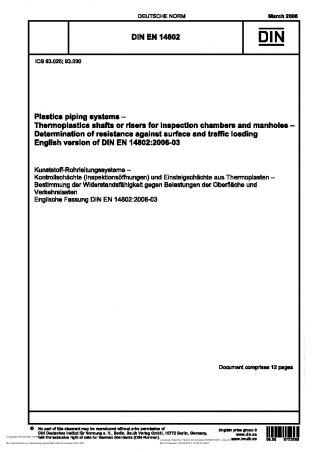 DEUTSCHE NORM
March 2006
DIN EN 14802
DIN
ICS 93.025; 93.030
Plastics piping systems –
Thermoplastics shafts or risers for inspection chambers and manholes –
Determination of resistance against surface and traffic loading
English version of DIN EN 14802:2006-03
Kunststoff-Rohrleitungssysteme –
Kontrollschächte (Inspektionsöffnungen) und Einsteigschächte aus Thermoplasten –
Bestimmung der Widerstandsfähigkeit gegen Belastungen der Oberfläche und
Verkehrslasten
Englische Fassung DIN EN 14802:2006-03
Document comprises 12 pages
© No part of this standard may be reproduced without prior permission of
DIN Deutsches Institut für Normung e. V., Berlin. Beuth Verlag GmbH, 10772 Berlin, Germany,
has the exclusive right of sale for German Standards (DIN-Normen).
English price group 8
www.din.de
www.beuth.de